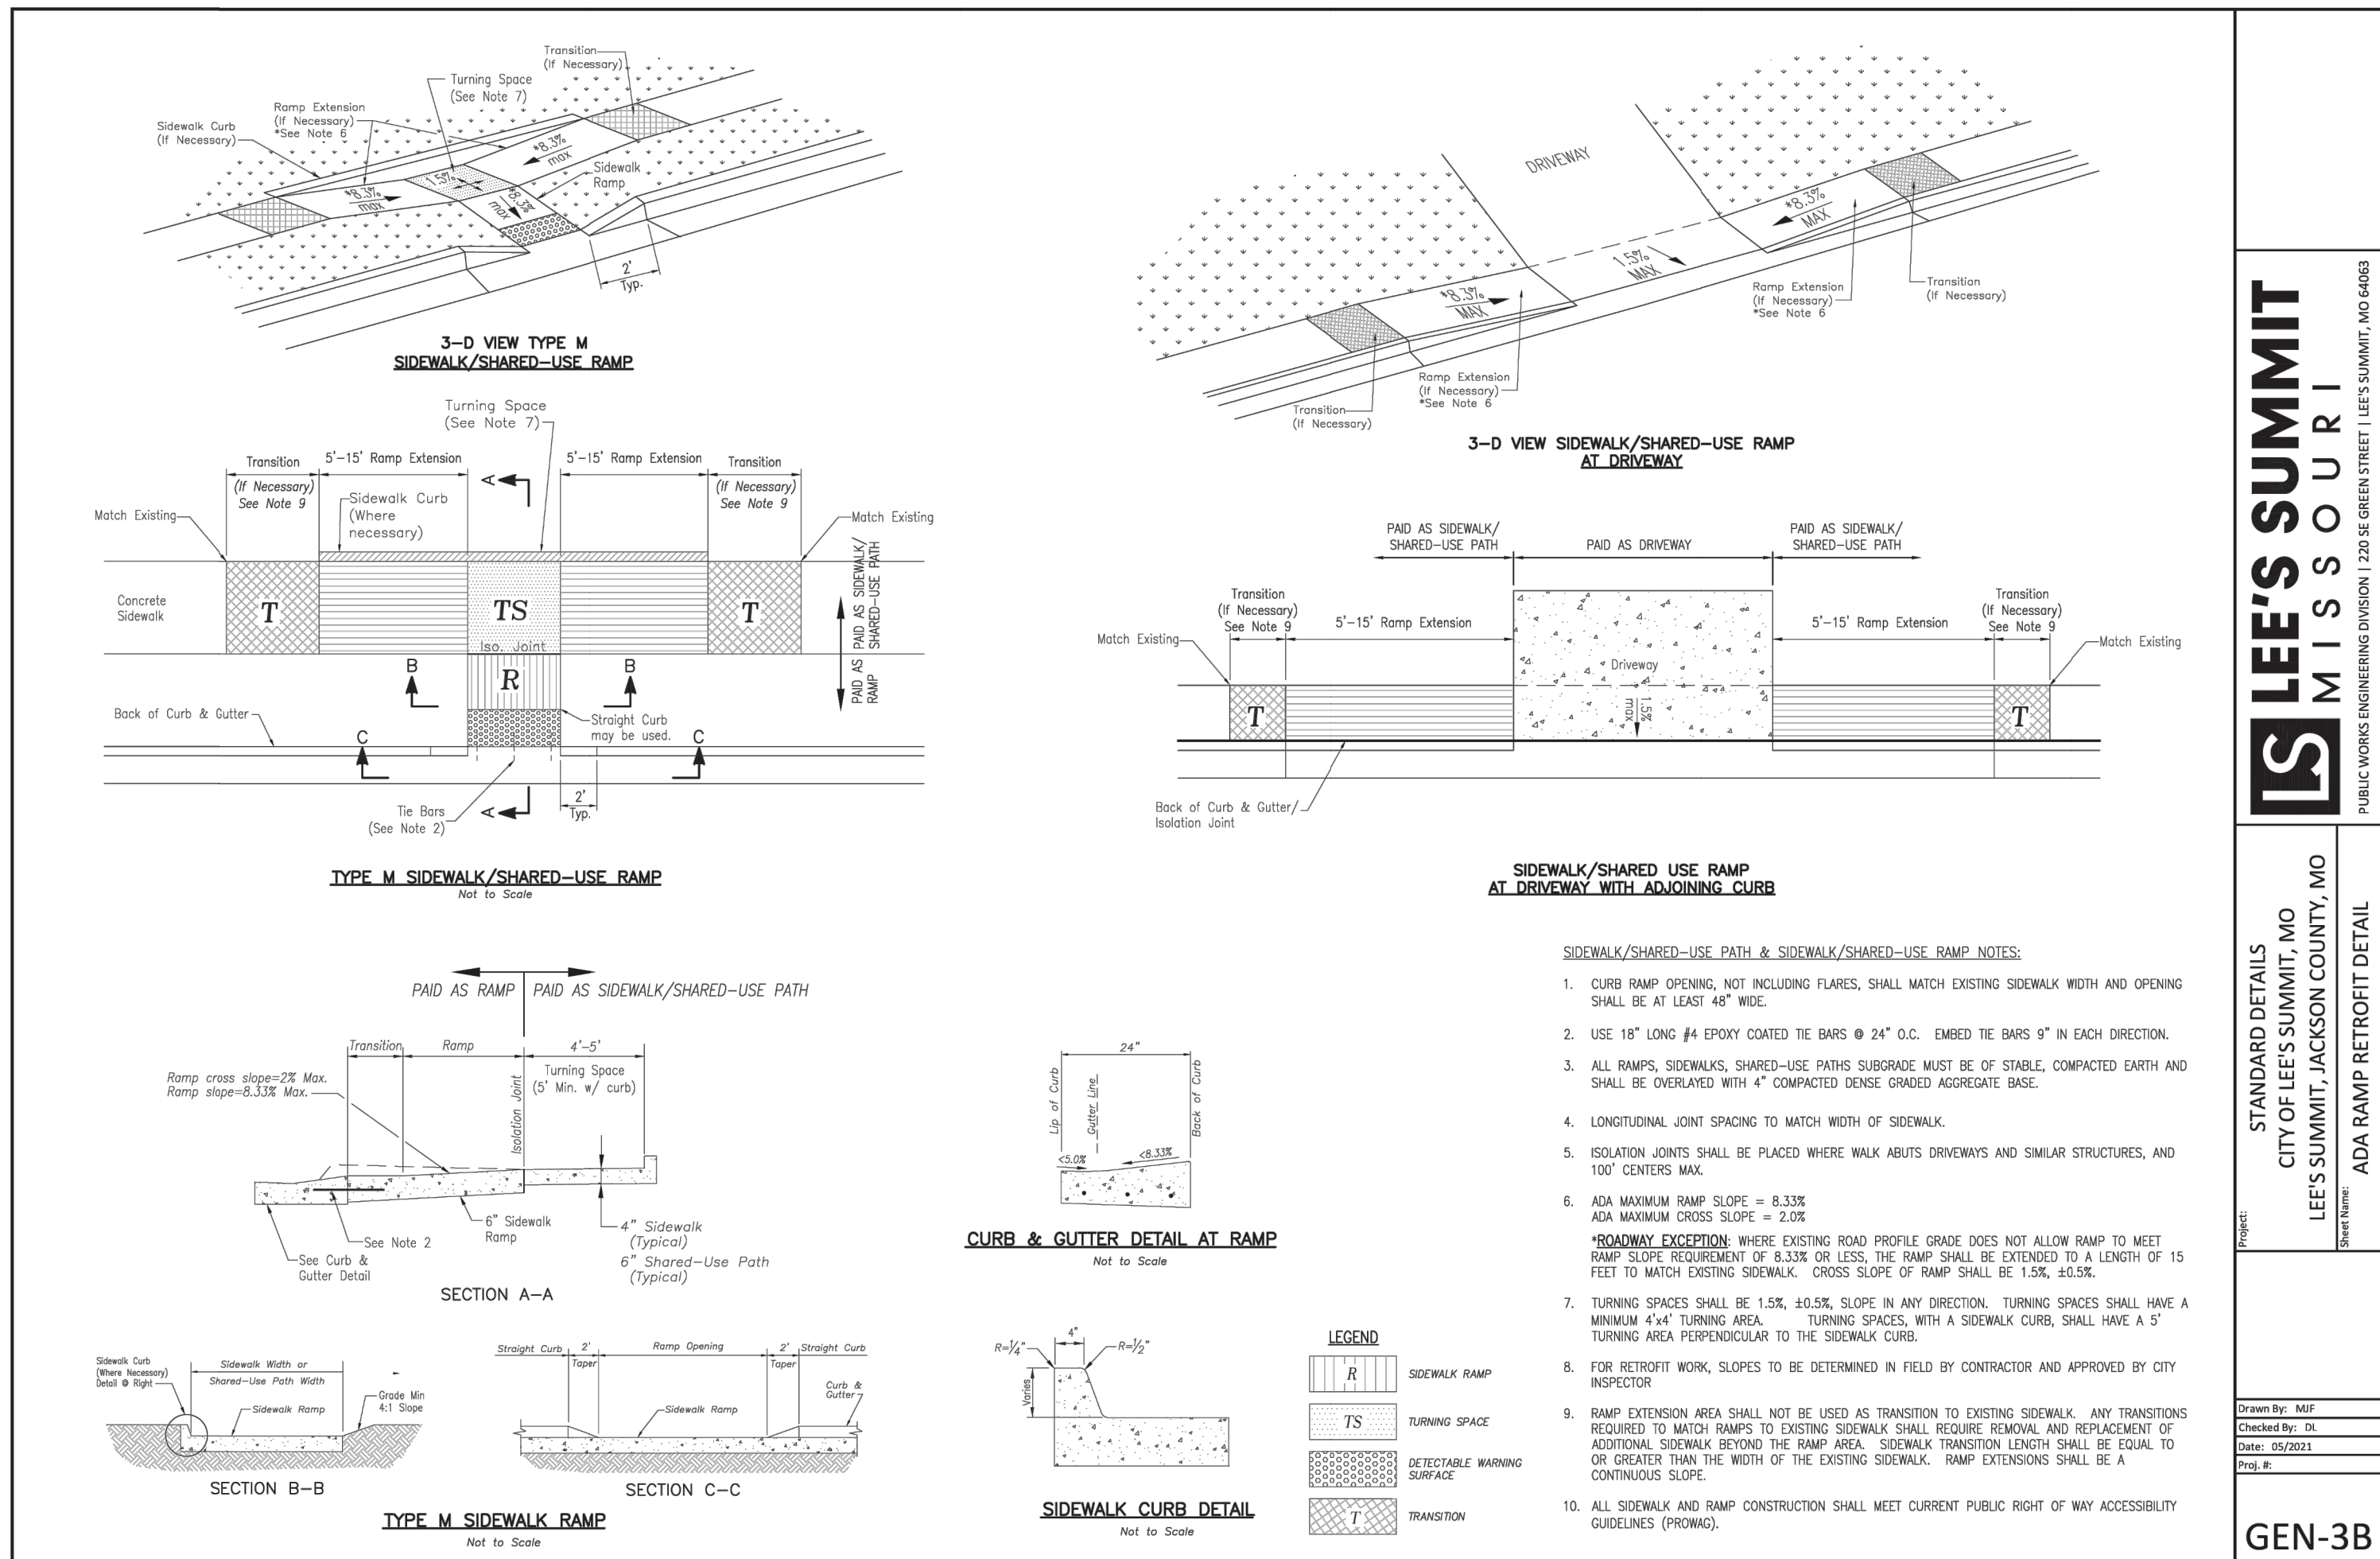 Transition
(If Necessary)
Turning Space
(See Note 7)
Ramp Extension
(If Necessary)
*See Note 6
Sidewalk Curb
(If Necessary)
*8.3%
max
1.5%
*8.3%
max
*8.3%
max
Sidewalk
Ramp
2'
Typ.
3-D VIEW TYPE M
SIDEWALK/SHARED-USE RAMP
DRIVEWAY
*8.3%
MAX
1.5%
MAX
*8.3%
MAX
Ramp Extension
(If Necessary)
*See Note 6
Transition
(If Necessary)
Ramp Extension
(If Necessary)
*See Note 6
Transition
(If Necessary)
3-D VIEW SIDEWALK/SHARED-USE RAMP
AT DRIVEWAY
Turning Space
(See Note 7)
Transition
(If Necessary)
See Note 9
5'-15' Ramp Extension
A
5'-15' Ramp Extension
Transition
(If Necessary)
See Note 9
Sidewalk Curb
(Where
necessary)
Match Existing
Match Existing
Concrete
Sidewalk
T
TS
T
Iso. Joint
PAID AS SIDEWALK/
SHARED-USE PATH
PAID AS
RAMP
B
R
B
Back of Curb & Gutter
Straight Curb
may be used.
C
C
Tie Bars
(See Note 2)
A
2'
Typ.
TYPE M SIDEWALK/SHARED-USE RAMP
Not to Scale
PAID AS SIDEWALK/
SHARED-USE PATH
PAID AS DRIVEWAY
PAID AS SIDEWALK/
SHARED-USE PATH
Transition
(If Necessary)
See Note 9
5'-15' Ramp Extension
5'-15' Ramp Extension
Transition
(If Necessary)
See Note 9
Match Existing
Match Existing
Driveway
T
1.5%
max
T
Back of Curb & Gutter/
Isolation Joint
SIDEWALK/SHARED USE RAMP
AT DRIVEWAY WITH ADJOINING CURB
PAID AS RAMP
PAID AS SIDEWALK/SHARED-USE PATH
Transition
Ramp
4'-5'
Turning Space
(5' Min. w/ curb)
Ramp cross slope=2% Max.
Ramp slope=8.33% Max.
Isolation Joint
6" Sidewalk
Ramp
See Note 2
See Curb &
Gutter Detail
4" Sidewalk
(Typical)
6" Shared-Use Path
(Typical)
SECTION A-A
24"
Lip of Curb
Gutter Line
Back of Curb
<5.0%
<8.33%
CURB & GUTTER DETAIL AT RAMP
Not to Scale
Sidewalk Curb
(Where Necessary)
Detail @ Right
Sidewalk Width or
Shared-Use Path Width
Sidewalk Ramp
Grade Min
4:1 Slope
SECTION B-B
Straight Curb
2'
Taper
Ramp Opening
2'
Taper
Straight Curb
Curb &
Gutter
Sidewalk Ramp
SECTION C-C
TYPE M SIDEWALK RAMP
Not to Scale
R=1/4"
4"
R=1/2"
Varies
SIDEWALK CURB DETAIL
Not to Scale
LEGEND
R
SIDEWALK RAMP
TS
TURNING SPACE
DETECTABLE WARNING
SURFACE
T
TRANSITION
SIDEWALK/SHARED-USE PATH & SIDEWALK/SHARED-USE RAMP NOTES:
1. CURB RAMP OPENING, NOT INCLUDING FLARES, SHALL MATCH EXISTING SIDEWALK WIDTH AND OPENING
SHALL BE AT LEAST 48" WIDE.
2. USE 18" LONG #4 EPOXY COATED TIE BARS @ 24" O.C. EMBED TIE BARS 9" IN EACH DIRECTION.
3. ALL RAMPS, SIDEWALKS, SHARED-USE PATHS SUBGRADE MUST BE OF STABLE, COMPACTED EARTH AND
SHALL BE OVERLAYED WITH 4" COMPACTED DENSE GRADED AGGREGATE BASE.
4. LONGITUDINAL JOINT SPACING TO MATCH WIDTH OF SIDEWALK.
5. ISOLATION JOINTS SHALL BE PLACED WHERE WALK ABUTS DRIVEWAYS AND SIMILAR STRUCTURES, AND
100' CENTERS MAX.
6. ADA MAXIMUM RAMP SLOPE = 8.33%
ADA MAXIMUM CROSS SLOPE = 2.0%
*ROADWAY EXCEPTION: WHERE EXISTING ROAD PROFILE GRADE DOES NOT ALLOW RAMP TO MEET
RAMP SLOPE REQUIREMENT OF 8.33% OR LESS, THE RAMP SHALL BE EXTENDED TO A LENGTH OF 15
FEET TO MATCH EXISTING SIDEWALK. CROSS SLOPE OF RAMP SHALL BE 1.5%, ±0.5%.
7. TURNING SPACES SHALL BE 1.5%, ±0.5%, SLOPE IN ANY DIRECTION. TURNING SPACES SHALL HAVE A
MINIMUM 4'x4' TURNING AREA. TURNING SPACES, WITH A SIDEWALK CURB, SHALL HAVE A 5'
TURNING AREA PERPENDICULAR TO THE SIDEWALK CURB.
8. FOR RETROFIT WORK, SLOPES TO BE DETERMINED IN FIELD BY CONTRACTOR AND APPROVED BY CITY
INSPECTOR
9. RAMP EXTENSION AREA SHALL NOT BE USED AS TRANSITION TO EXISTING SIDEWALK. ANY TRANSITIONS
REQUIRED TO MATCH RAMPS TO EXISTING SIDEWALK SHALL REQUIRE REMOVAL AND REPLACEMENT OF
ADDITIONAL SIDEWALK BEYOND THE RAMP AREA. SIDEWALK TRANSITION LENGTH SHALL BE EQUAL TO
OR GREATER THAN THE WIDTH OF THE EXISTING SIDEWALK. RAMP EXTENSIONS SHALL BE A
CONTINUOUS SLOPE.
10. ALL SIDEWALK AND RAMP CONSTRUCTION SHALL MEET CURRENT PUBLIC RIGHT OF WAY ACCESSIBILITY
GUIDELINES (PROWAG).
LS
LEE'S SUMMIT
MISSOURI
PUBLIC WORKS ENGINEERING DIVISION | 220 SE GREEN STREET | LEE'S SUMMIT, MO 64063
Project:
STANDARD DETAILS
CITY OF LEE'S SUMMIT, MO
LEE'S SUMMIT, JACKSON COUNTY, MO
Sheet Name:
ADA RAMP RETROFIT DETAIL
Drawn By: MJF
Checked By: DL
Date: 05/2021
Proj. #:
GEN-3B